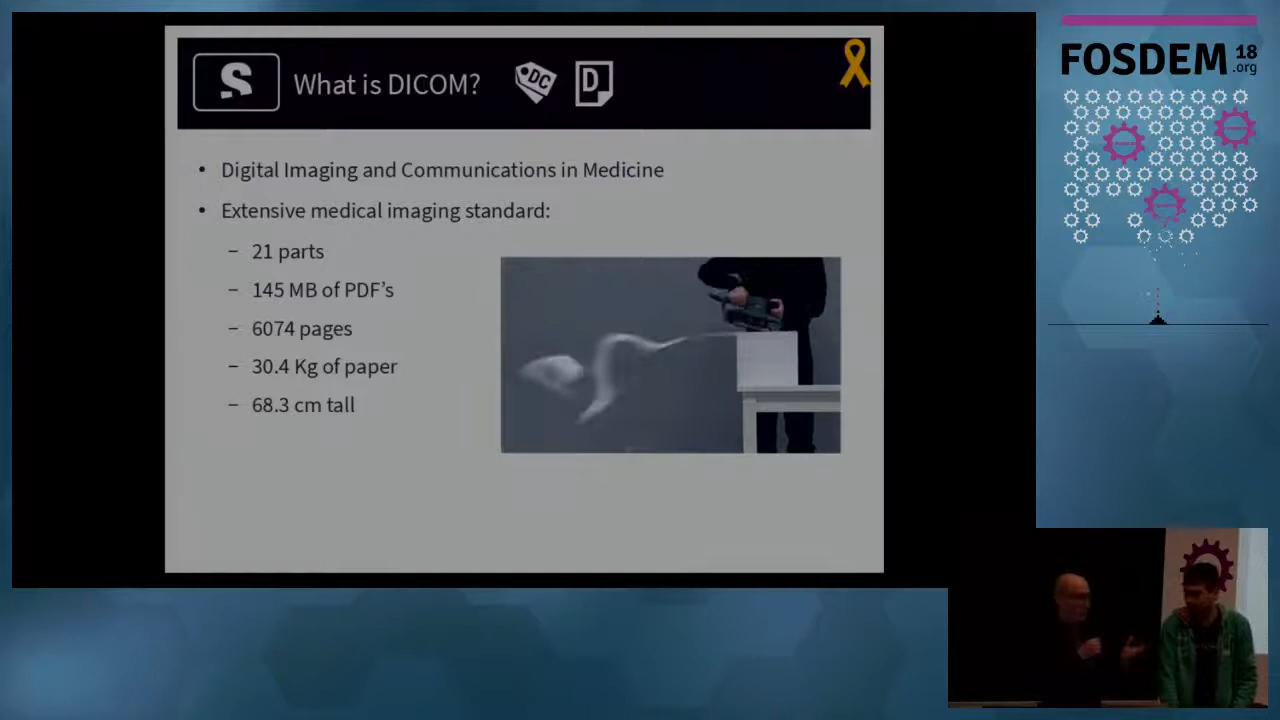 What is DICOM?
DC
D
• Digital Imaging and Communications in Medicine
• Extensive medical imaging standard:
– 21 parts
– 145 MB of PDF’s
– 6074 pages
– 30.4 Kg of paper
– 68.3 cm tall
FOSDEM 18
.org